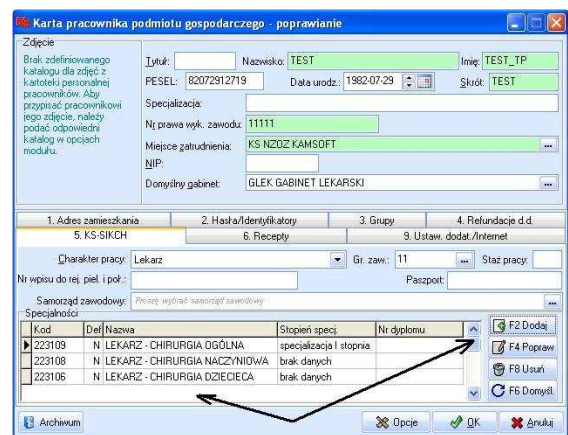 Karta pracownika podmiotu gospodarczego - poprawianie
Zdjęcie
Brak zdefiniowanego
katalogu dla zdjęć z
kartoteki personalnej
pracowników. Aby
przypisać pracownikowi
jego zdjęcie, należy
podać odpowiedni
katalog w opcjach
modułu.
Tytuł: Nazwisko: TEST Imię: TEST_TP
PESEL: 82072912719 Data urodz.: 1982-07-29 Skrót: TEST
Specjalizacja:
Nr prawa wyk. zawodu: 11111
Miejsce zatrudnienia: KS NZOZ KAMSOFT ...
NIP:
Domyślny gabinet: GLEK GABINET LEKARSKI ...
1. Adres zamieszkania 2. Hasła/Identyfikatory 3. Grupy 4. Refundacje d.d.
5. KS-SIKCH 6. Recepty 9. Ustaw. dodat./Internet
Charakter pracy: Lekarz Gr. zaw.: 11 ... Staż pracy:
Nr wpisu do rej. piel. i poł.: Paszport:
Samorząd zawodowy: Proszę wybrać samorząd zawodowy ...
Specjalności
Kod Def Nazwa Stopień specj. Nr dyplomu
223109 N LEKARZ - CHIRURGIA OGÓLNA specjalizacja I stopnia
223108 N LEKARZ - CHIRURGIA NACZYNIOWA brak danych
223106 N LEKARZ - CHIRURGIA DZIECIĘCA brak danych
F2 Dodaj
F4 Popraw
F8 Usuń
F6 Domyśl.
Archiwum Opcje OK Anuluj